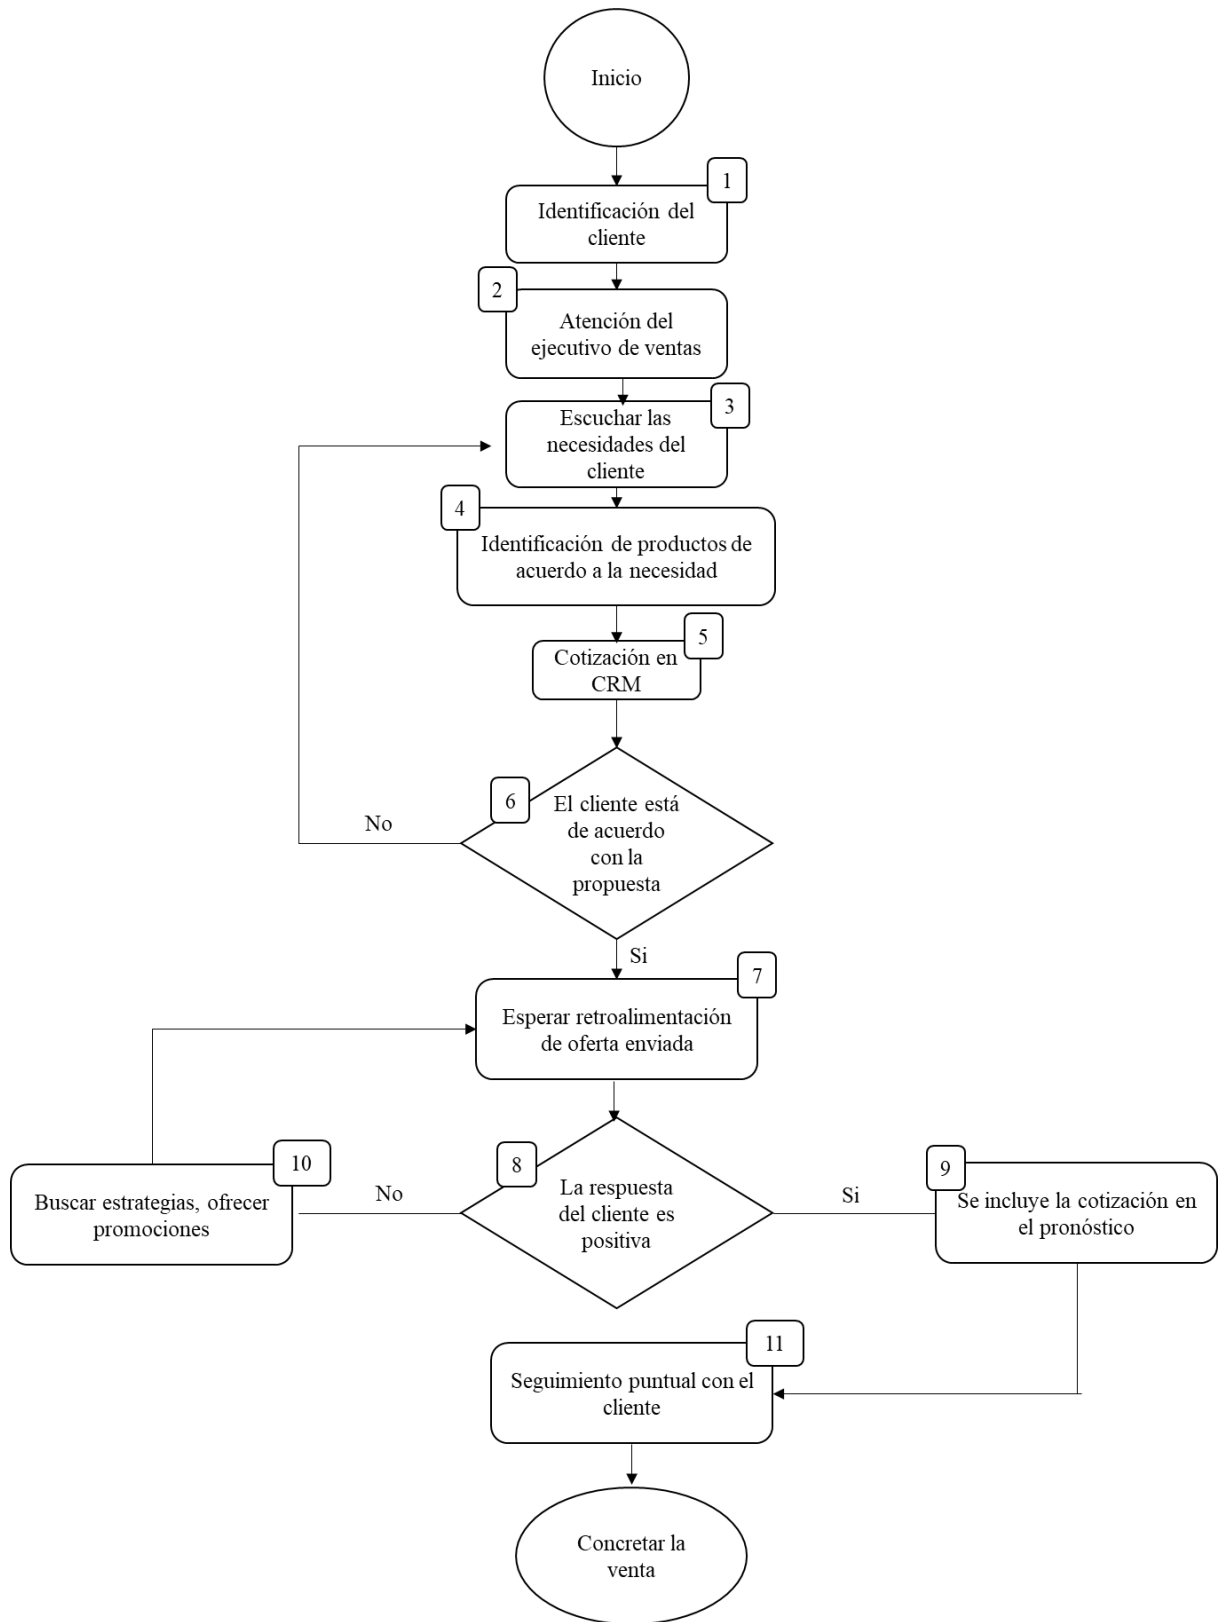 Inicio
1
Identificación del
cliente
2
Atención del
ejecutivo de ventas
3
Escuchar las
necesidades del
cliente
4
Identificación de productos de
acuerdo a la necesidad
5
Cotización en
CRM
6
El cliente está
de acuerdo
con la
propuesta
No
Si
7
Esperar retroalimentación
de oferta enviada
8
La respuesta
del cliente es
positiva
No
Si
9
Se incluye la cotización en
el pronóstico
10
Buscar estrategias, ofrecer
promociones
11
Seguimiento puntual con el
cliente
Concretar la
venta